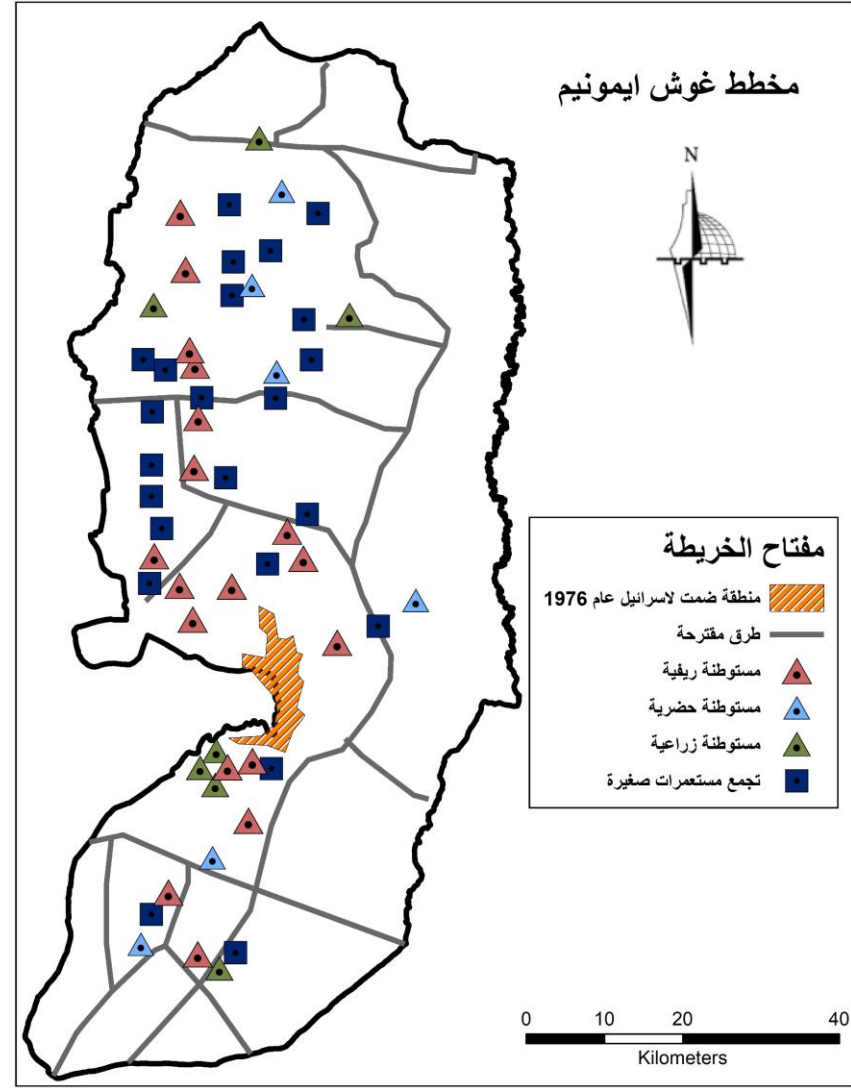 مخطط غوش ايمونيم
N
مفتاح الخريطة
منطقة ضمت لاسرائيل عام 1976
طرق مقترحة
مستوطنة ريفية
مستوطنة حضرية
مستوطنة زراعية
تجمع مستعمرات صغيرة
0 10 20 40
Kilometers